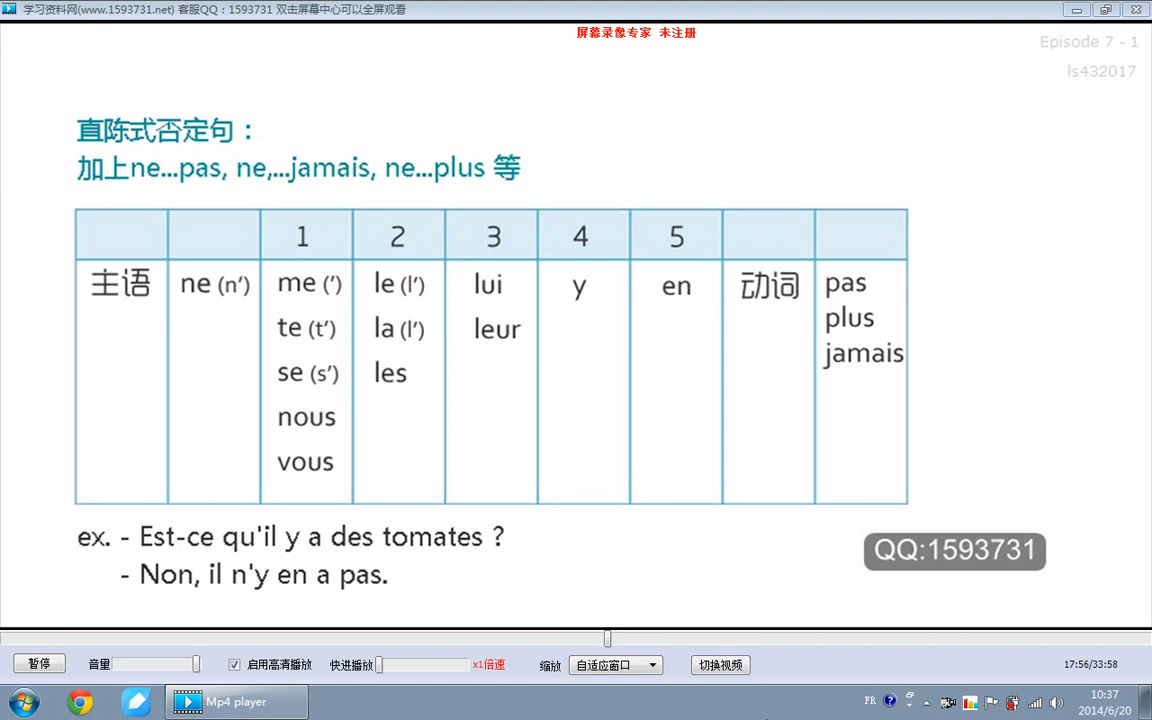 学习资料网(www.1593731.net) 客服QQ：1593731 双击屏幕中心可以全屏观看
屏幕录像专家 未注册
Episode 7 - 1
ls432017
直陈式否定句：
加上ne...pas, ne,...jamais, ne...plus 等
1 2 3 4 5
主语 ne (n′) me (′) le (l′) lui y en 动词 pas
te (t′) la (l′) leur plus
se (s′) les jamais
nous
vous
ex. - Est-ce qu'il y a des tomates ?
- Non, il n'y en a pas.
QQ:1593731
暂停 音量 启用高清播放 快进播放 x1倍速 缩放 自适应窗口 切换视频 17:56/33:58
Mp4 player FR 10:37
2014/6/20